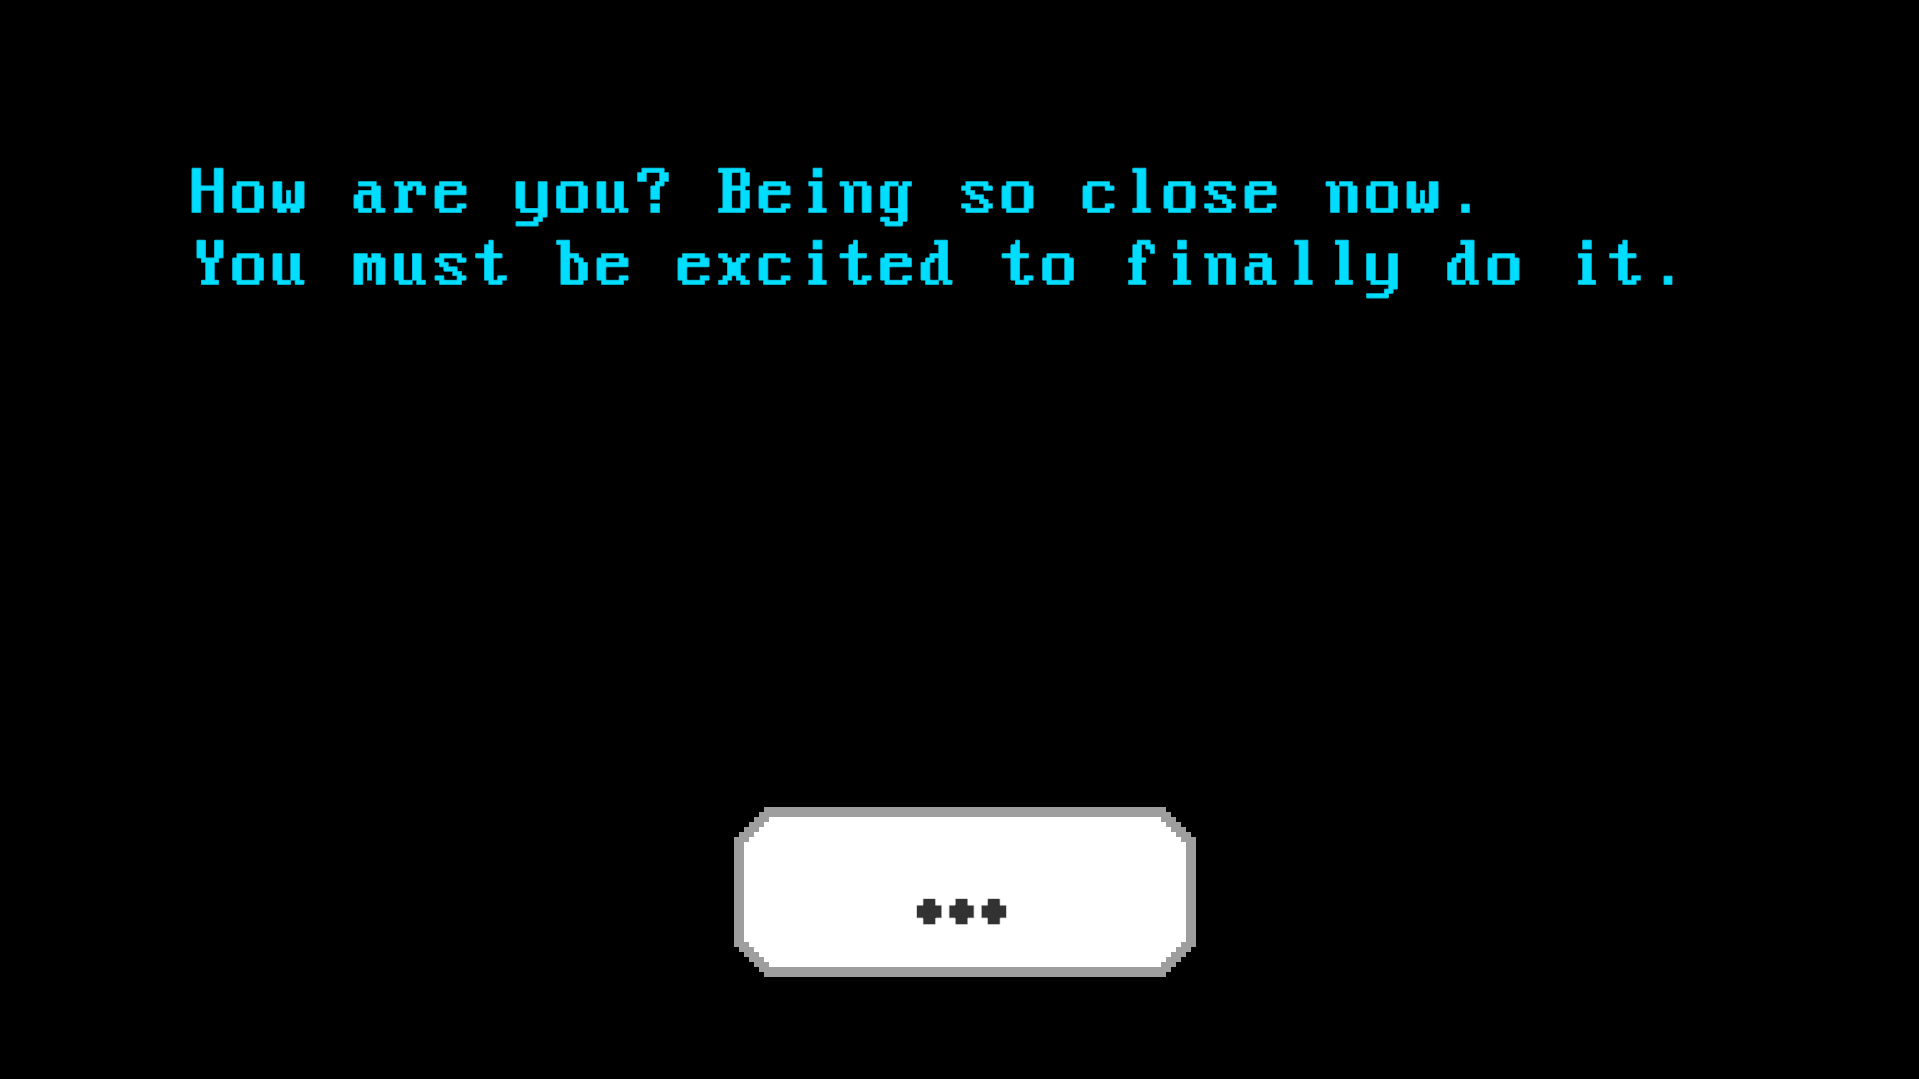 How are you? Being so close now.
You must be excited to finally do it.
...